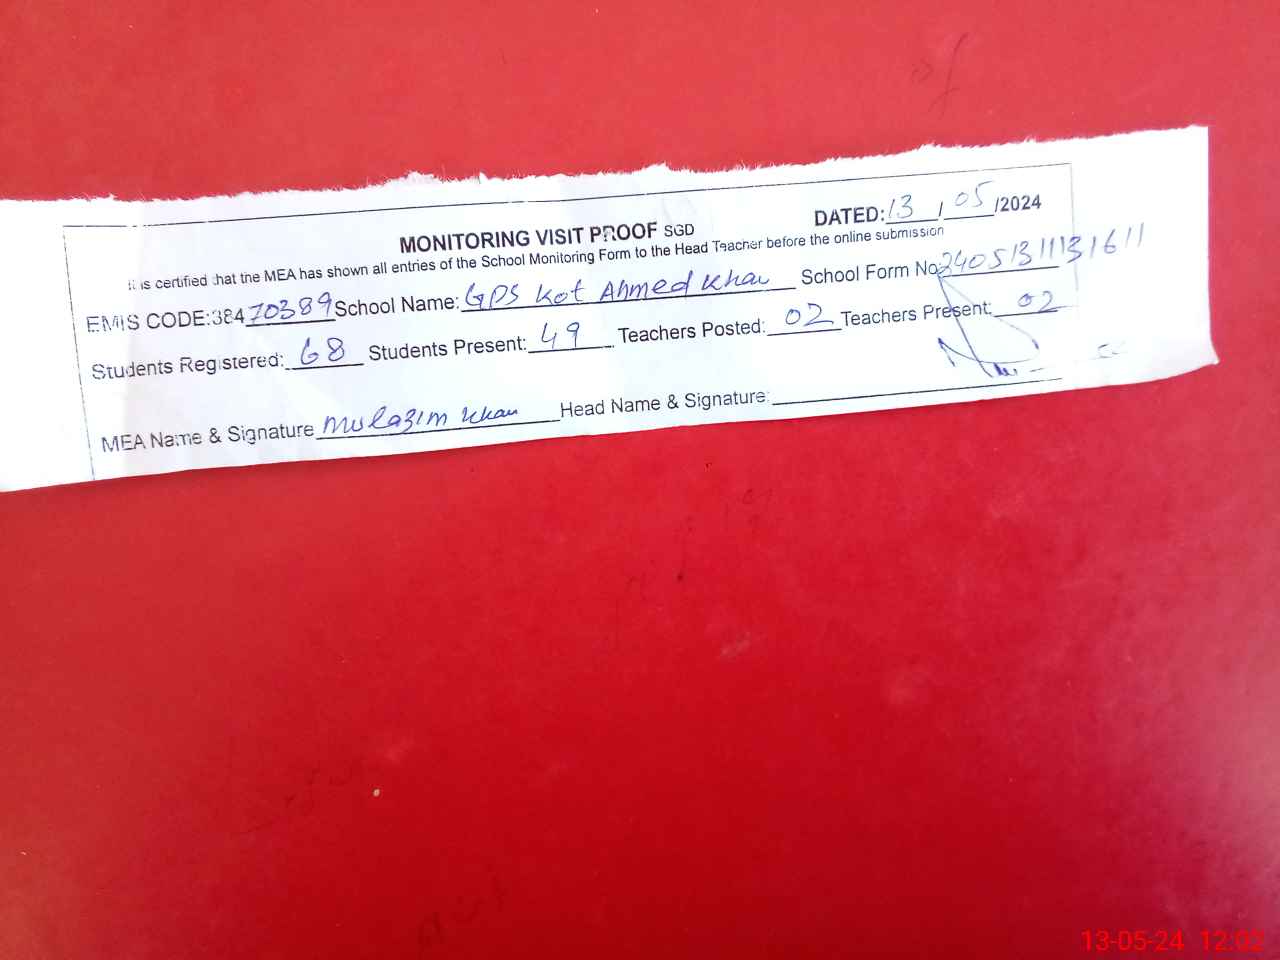 MONITORING VISIT PROOF SGD DATED: 13 / 05 /2024
It is certified that the MEA has shown all entries of the School Monitoring Form to the Head Teacher before the online submission
EMIS CODE:38470389 School Name: GPS Kot Ahmed Khan School Form No: 24051311131611
Students Registered: 68 Students Present: 49 Teachers Posted: 02 Teachers Present: 02
MEA Name & Signature Mulazim Khan Head Name & Signature:
13-05-24 12:02